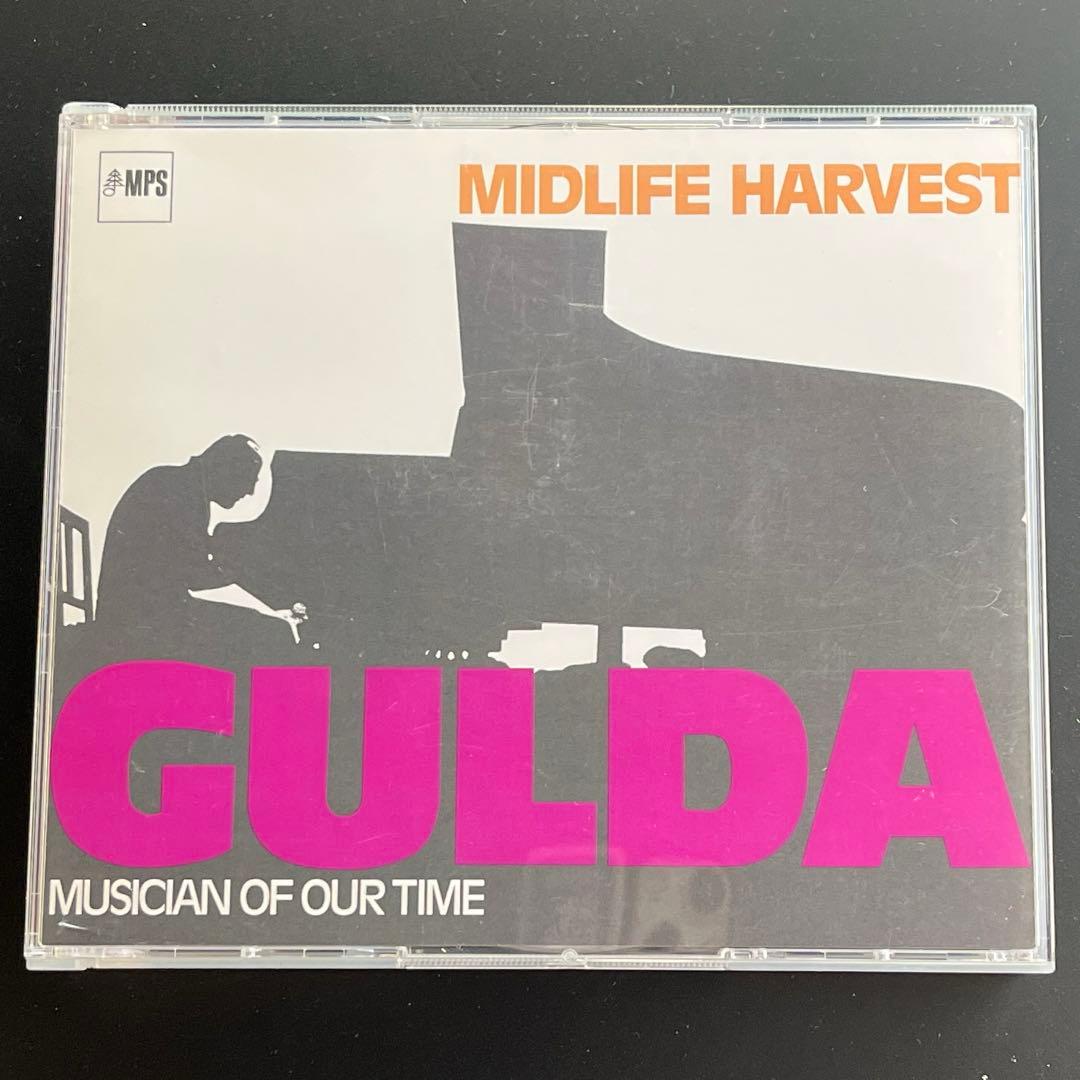 MPS
MIDLIFE HARVEST
GULDA
MUSICIAN OF OUR TIME